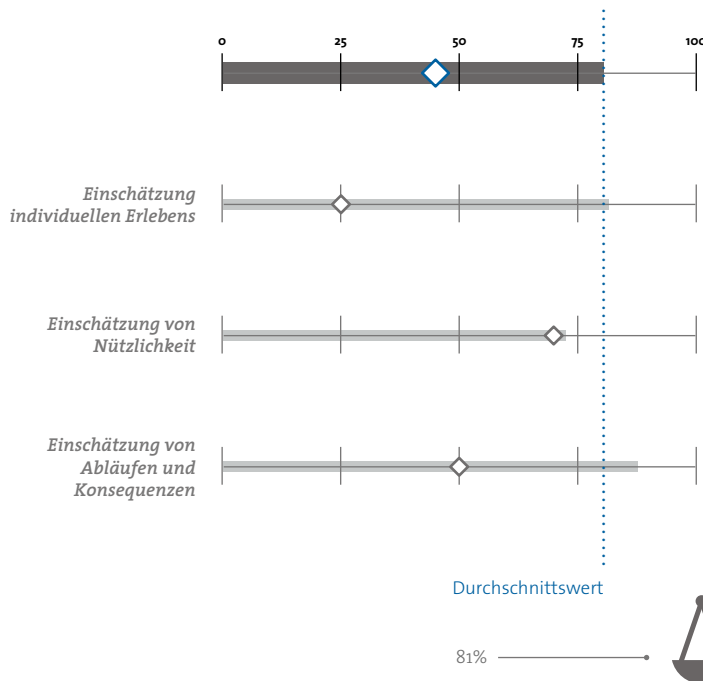 0 25 50 75 100
Einschätzung
individuellen Erlebens
Einschätzung von
Nützlichkeit
Einschätzung von
Abläufen und
Konsequenzen
Durchschnittswert
81%